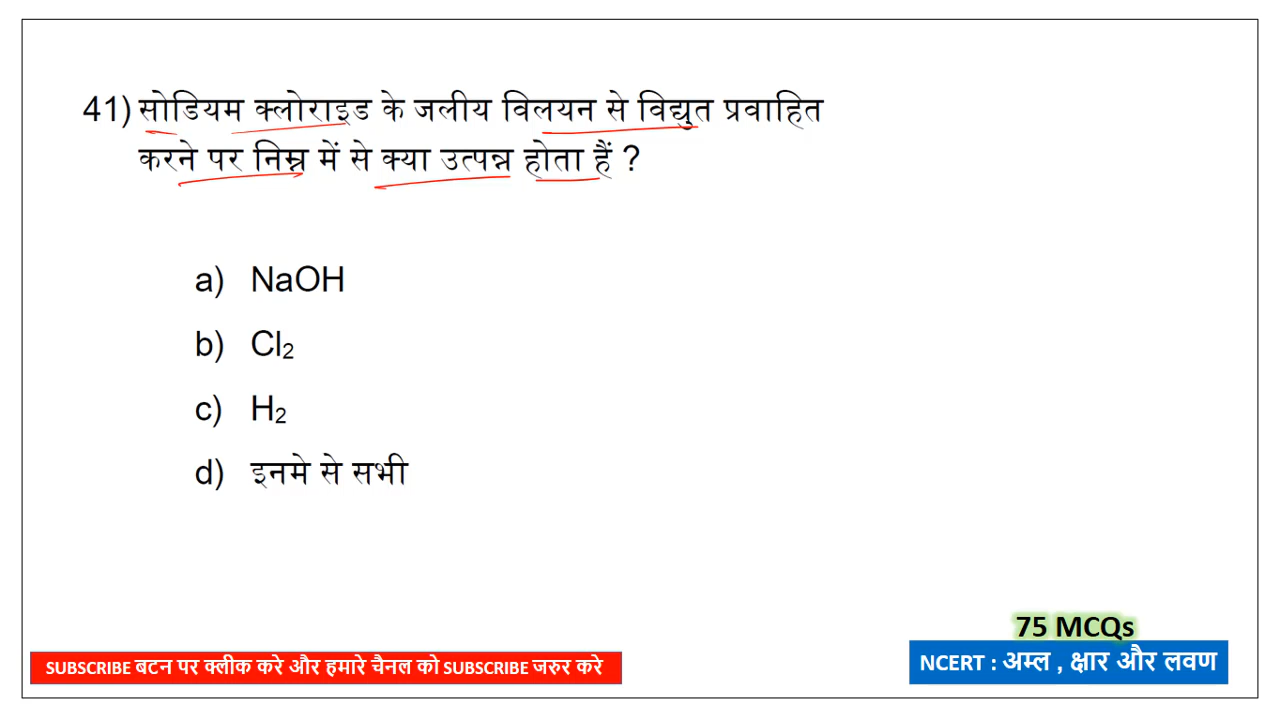 41) सोडियम क्लोराइड के जलीय विलयन से विद्युत प्रवाहित
करने पर निम्न में से क्या उत्पन्न होता हैं ?
a) NaOH
b) Cl₂
c) H₂
d) इनमे से सभी
75 MCQs
SUBSCRIBE बटन पर क्लीक करे और हमारे चैनल को SUBSCRIBE जरुर करे
NCERT : अम्ल , क्षार और लवण